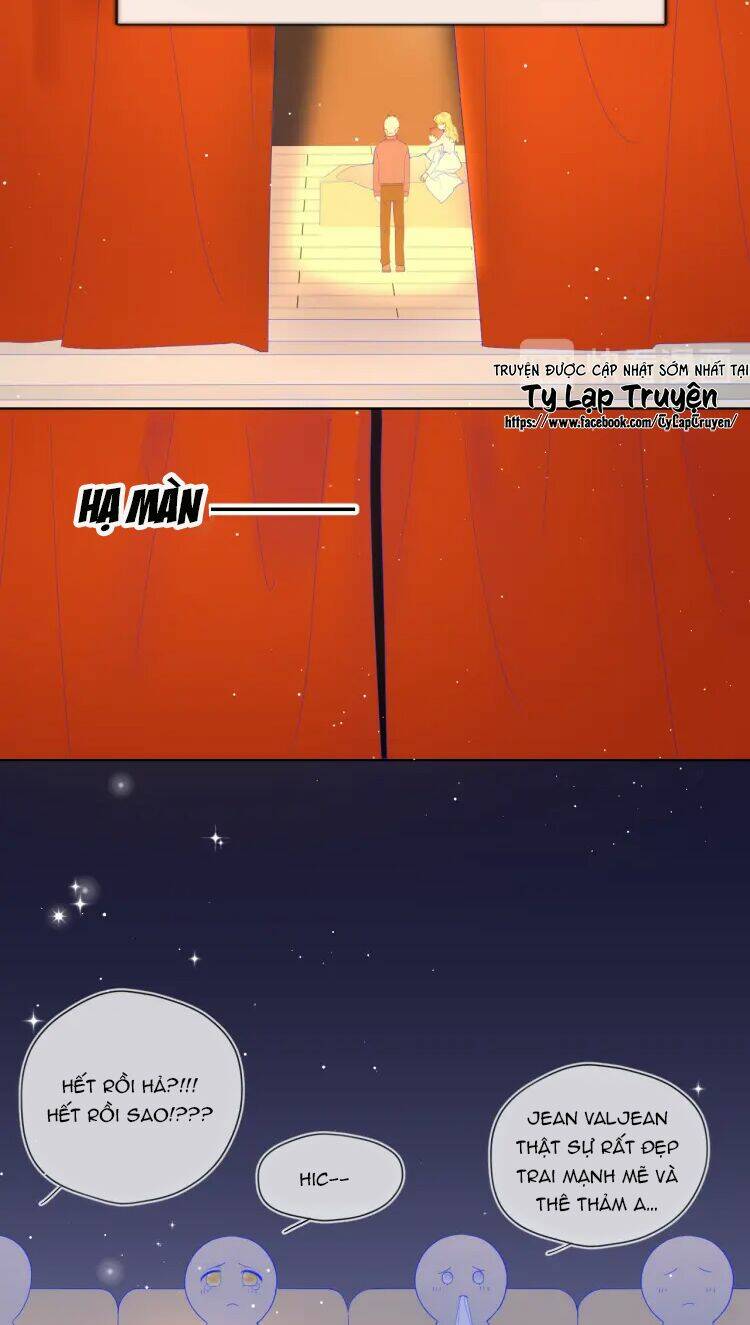 TRUYỆN ĐƯỢC CẬP NHẬT SỚM NHẤT TẠI
Ty Lạp Truyện
https://www.facebook.com/TyLapTruyen/
HẠ MÀN
HẾT RỒI HẢ?!!!
HẾT RỒI SAO!???
HIC--
JEAN VALJEAN
THẬT SỰ RẤT ĐẸP
TRAI MẠNH MẼ VÀ
THÊ THẢM A...